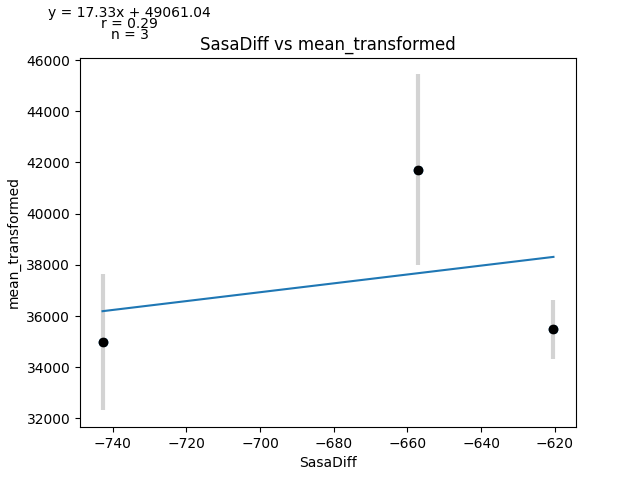 y = 17.33x + 49061.04
r = 0.29
n = 3
SasaDiff vs mean_transformed
46000
44000
42000
40000
38000
36000
34000
32000
mean_transformed
−740
−720
−700
−680
−660
−640
−620
SasaDiff